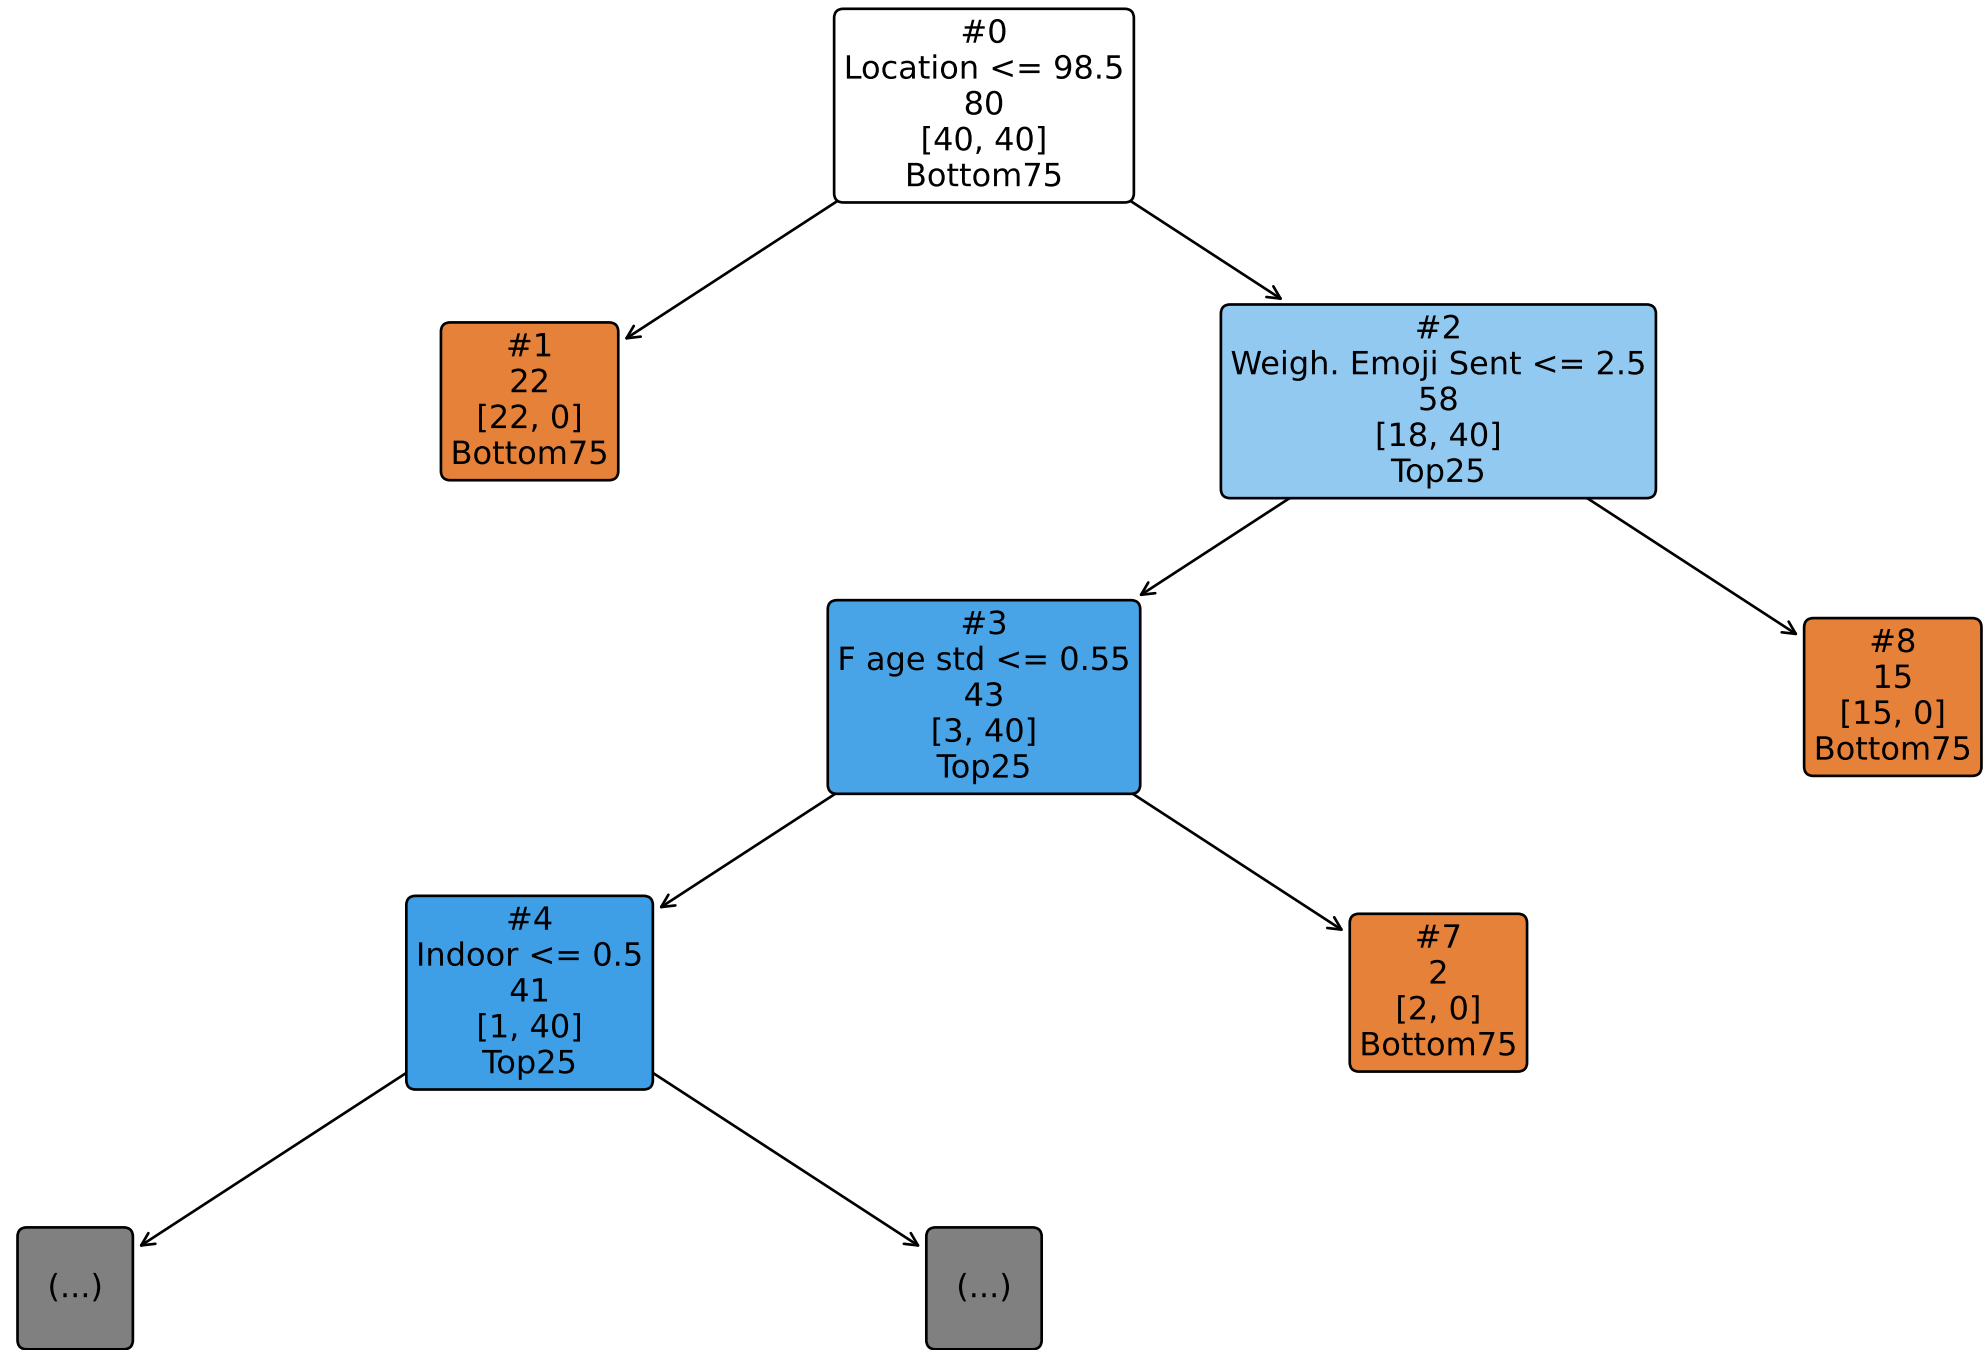 #0
Location <= 98.5
80
[40, 40]
Bottom75
#1
22
[22, 0]
Bottom75
#2
Weigh. Emoji Sent <= 2.5
58
[18, 40]
Top25
#3
F age std <= 0.55
43
[3, 40]
Top25
#8
15
[15, 0]
Bottom75
#4
Indoor <= 0.5
41
[1, 40]
Top25
#7
2
[2, 0]
Bottom75
(...)
(...)